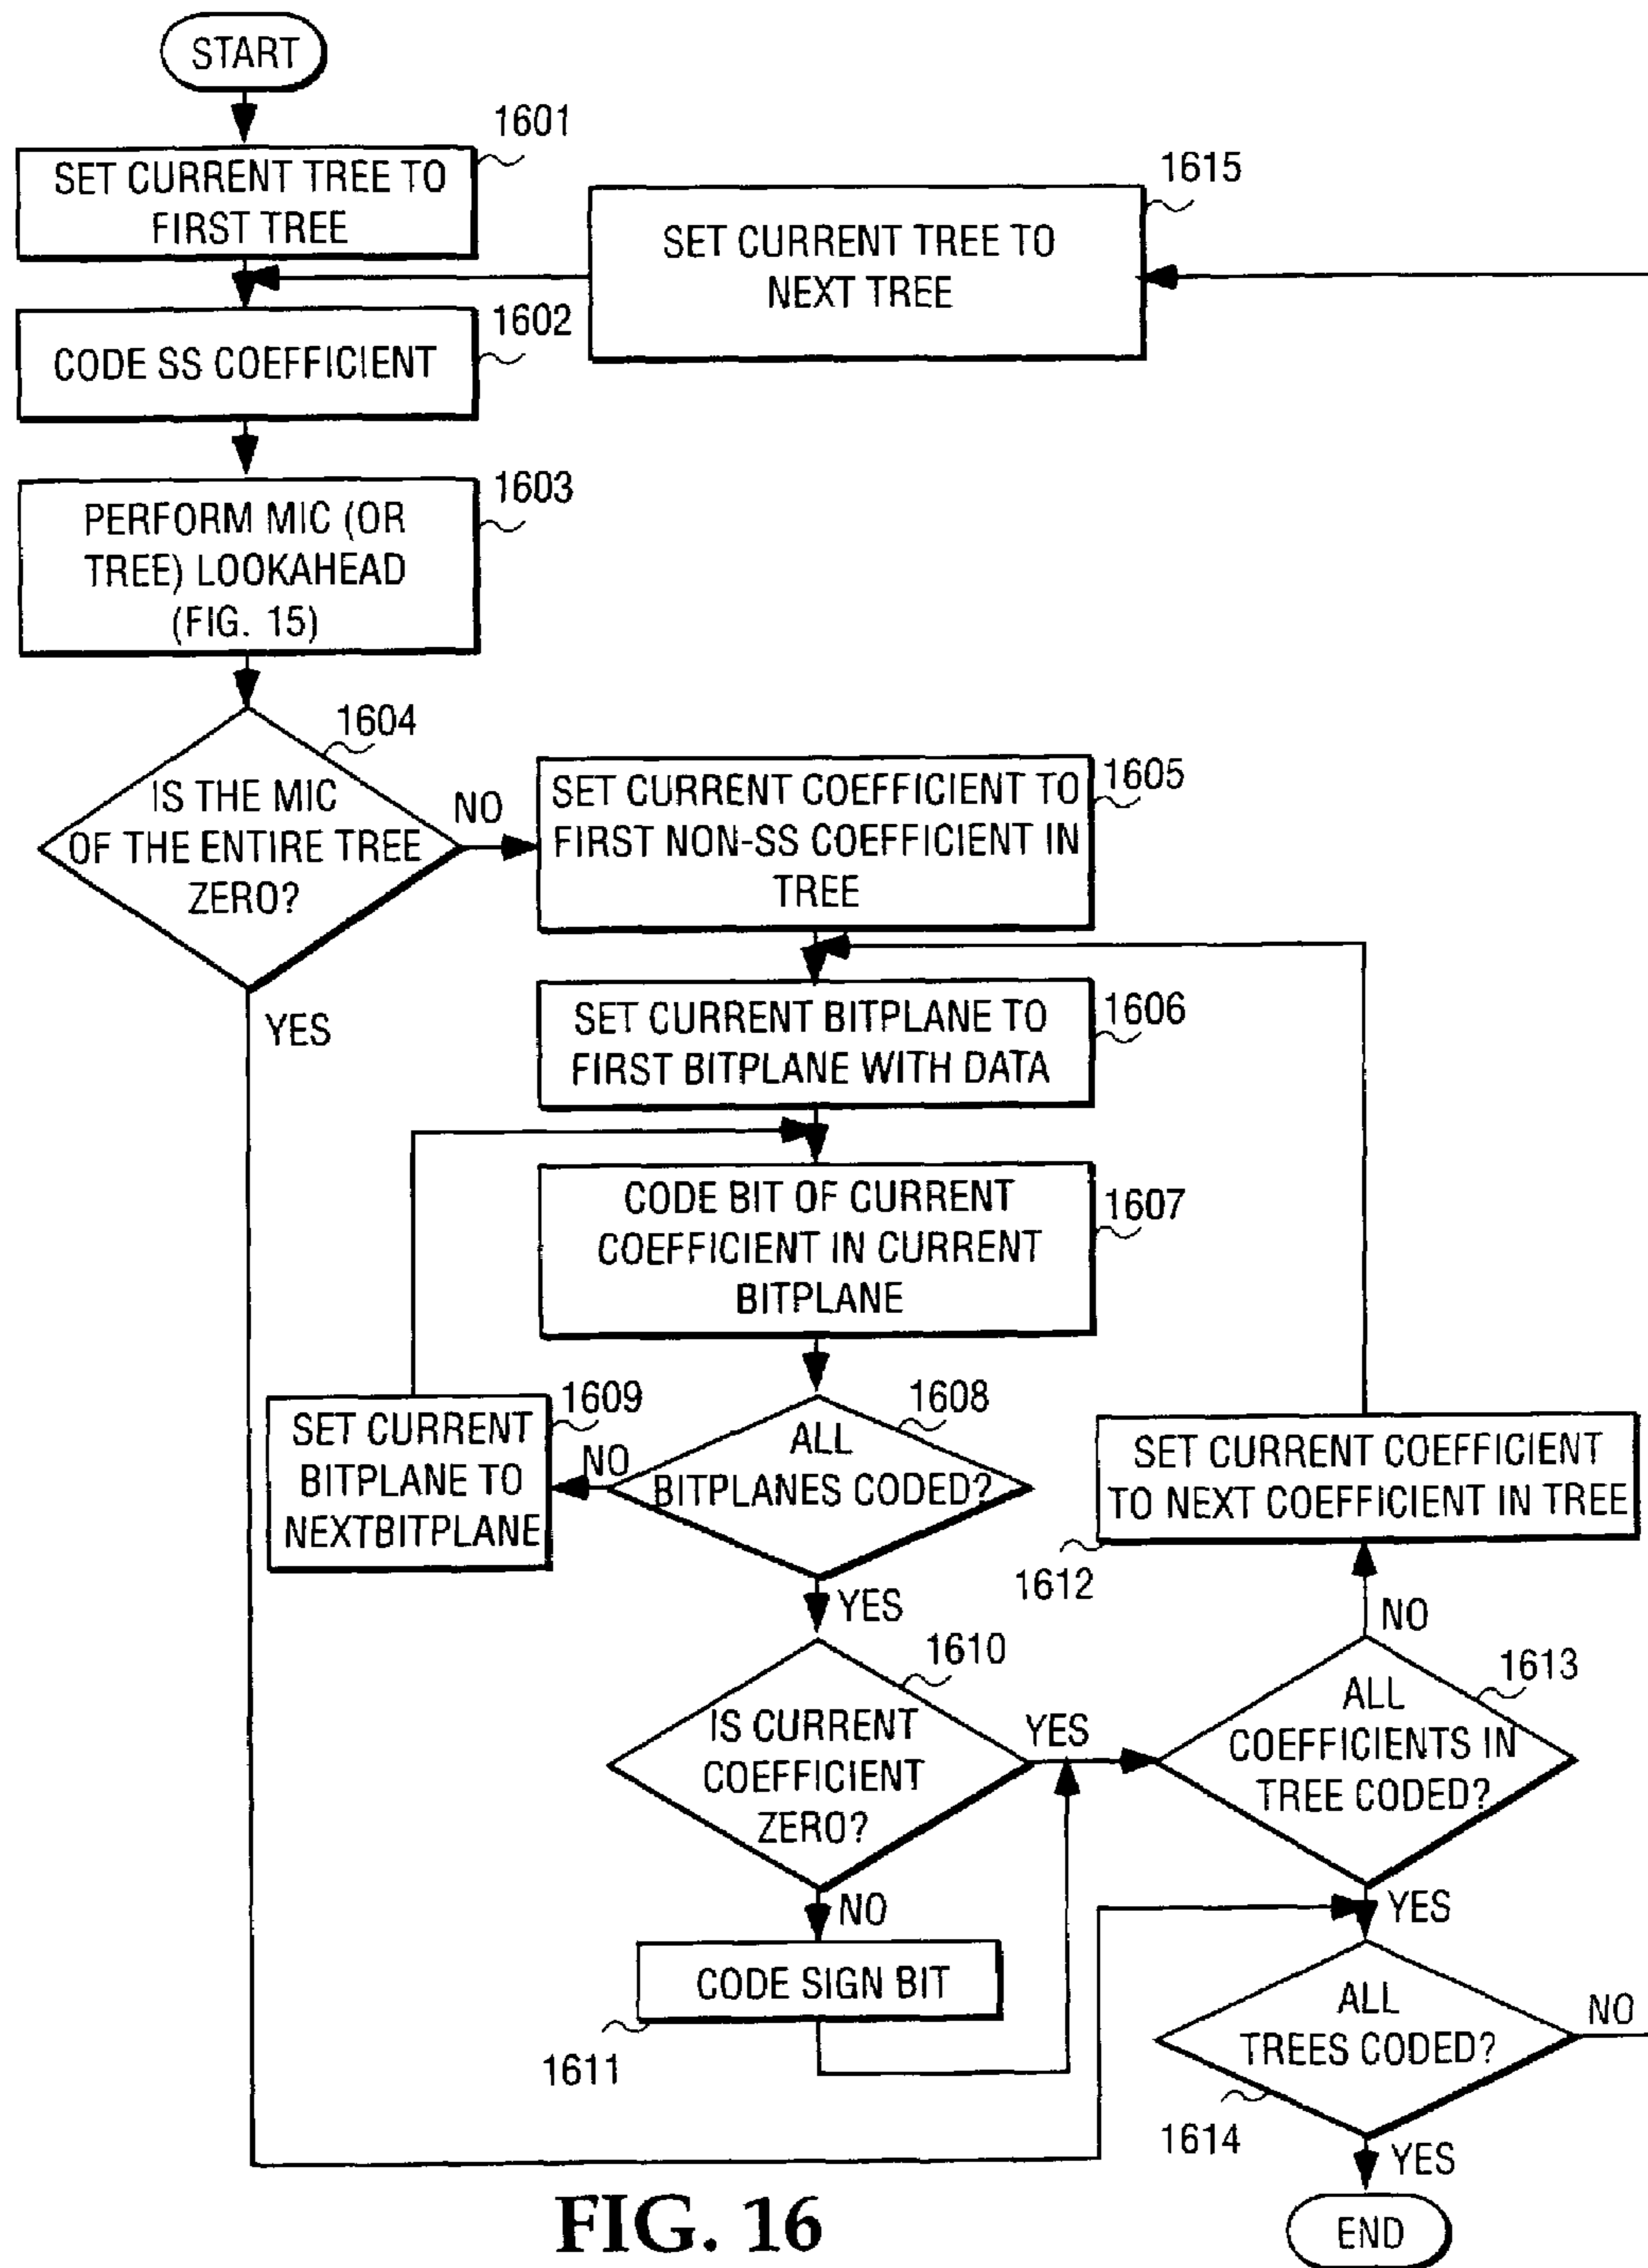 START
1601
SET CURRENT TREE TO
FIRST TREE
1615
SET CURRENT TREE TO
NEXT TREE
1602
CODE SS COEFFICIENT
1603
PERFORM MIC (OR
TREE) LOOKAHEAD
(FIG. 15)
1604
IS THE MIC
OF THE ENTIRE TREE
ZERO?
NO
YES
1605
SET CURRENT COEFFICIENT TO
FIRST NON-SS COEFFICIENT IN
TREE
1606
SET CURRENT BITPLANE TO
FIRST BITPLANE WITH DATA
1607
CODE BIT OF CURRENT
COEFFICIENT IN CURRENT
BITPLANE
1609
SET CURRENT
BITPLANE TO
NEXTBITPLANE
NO
1608
ALL
BITPLANES CODED?
YES
SET CURRENT COEFFICIENT
TO NEXT COEFFICIENT IN TREE
1612
NO
1610
IS CURRENT
COEFFICIENT
ZERO?
YES
NO
1613
ALL
COEFFICIENTS IN
TREE CODED?
YES
CODE SIGN BIT
1611
ALL
TREES CODED?
NO
1614
YES
END
FIG. 16